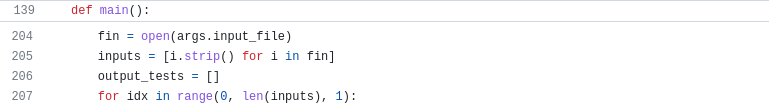 139 def main():
204 fin = open(args.input_file)
205 inputs = [i.strip() for i in fin]
206 output_tests = []
207 for idx in range(0, len(inputs), 1):